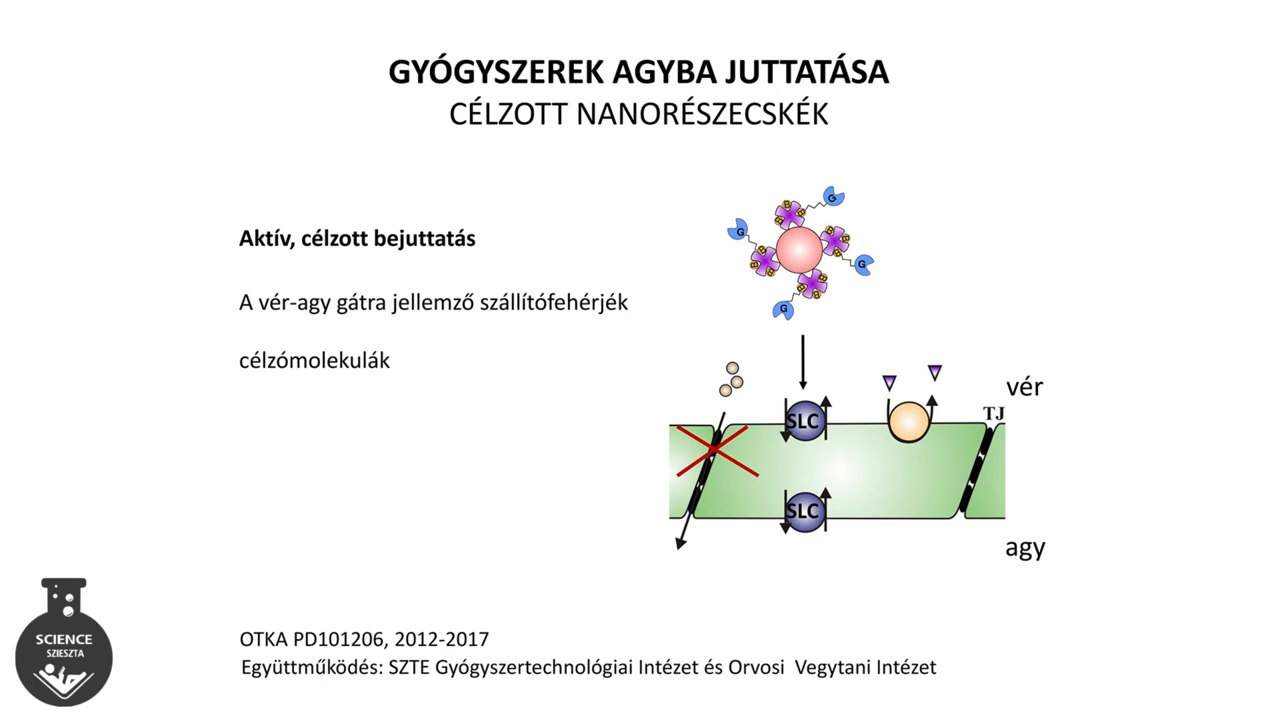 GYÓGYSZEREK AGYBA JUTTATÁSA
CÉLZOTT NANORÉSZECSKÉK
Aktív, célzott bejuttatás
A vér-agy gátra jellemző szállítófehérjék
célzómolekulák
G
G
G
G
B
B
B
B
B
B
B
B
vér
TJ
SLC
SLC
agy
SCIENCE
SZIESZTA
OTKA PD101206, 2012-2017
Együttműködés: SZTE Gyógyszertechnológiai Intézet és Orvosi  Vegytani Intézet